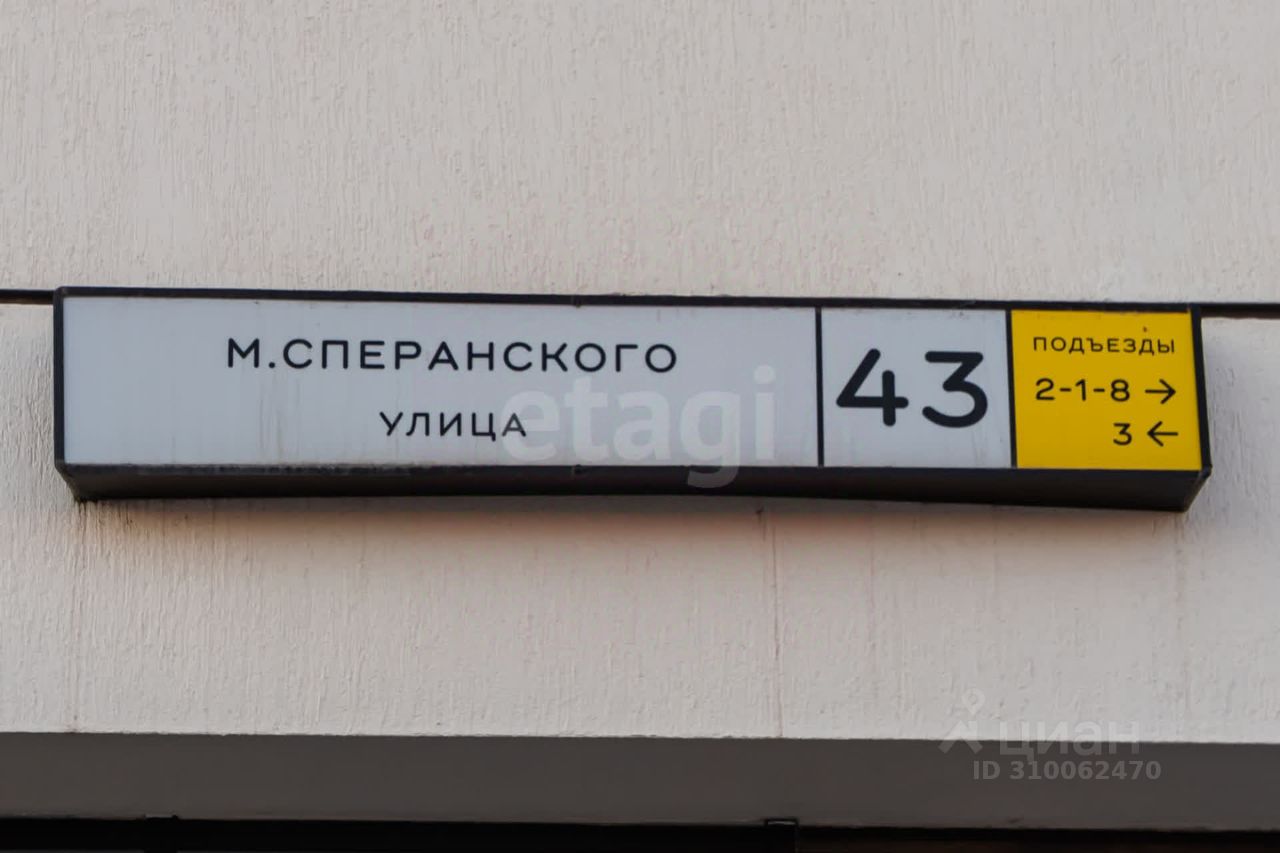 М.СПЕРАНСКОГО
УЛИЦА
43
ПОДЪЕЗДЫ
2-1-8 →
3 ←
etagi
циан
ID 310062470